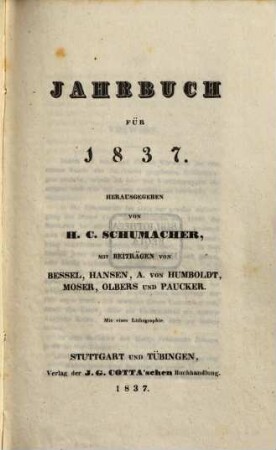 JAHRBUCH
FÜR
1837.
HERAUSGEGEBEN
VON
H. C. SCHUMACHER,
MIT BEITRÄGEN VON
BESSEL, HANSEN, A. VON HUMBOLDT,
MOSER, OLBERS UND PAUCKER.
Mit einer Lithographie.
STUTTGART UND TÜBINGEN,
Verlag der J. G. COTTA'schen Buchhandlung.
1837.